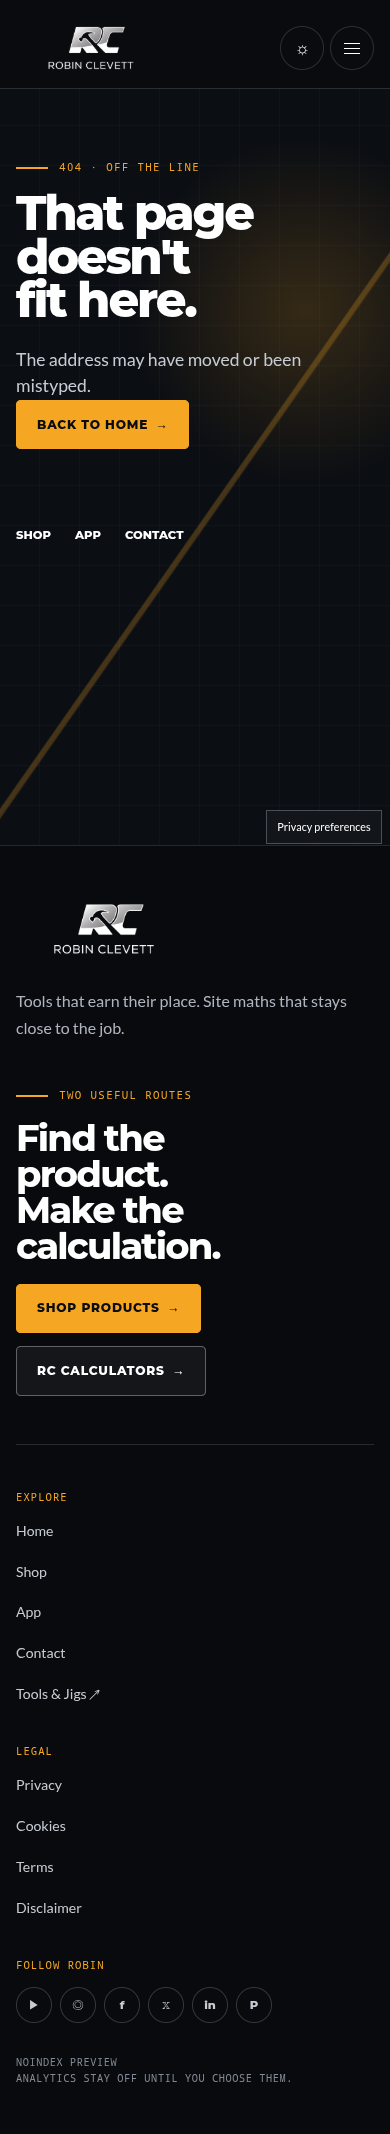 RC
ROBIN CLEVETT
404 · OFF THE LINE
That page
doesn't
fit here.
The address may have moved or been
mistyped.
BACK TO HOME →
SHOP APP CONTACT
Privacy preferences
RC
ROBIN CLEVETT
Tools that earn their place. Site maths that stays
close to the job.
TWO USEFUL ROUTES
Find the
product.
Make the
calculation.
SHOP PRODUCTS →
RC CALCULATORS →
EXPLORE
Home
Shop
App
Contact
Tools & Jigs ↗
LEGAL
Privacy
Cookies
Terms
Disclaimer
FOLLOW ROBIN
▶ ◎ f 𝕏 in P
NOINDEX PREVIEW
ANALYTICS STAY OFF UNTIL YOU CHOOSE THEM.